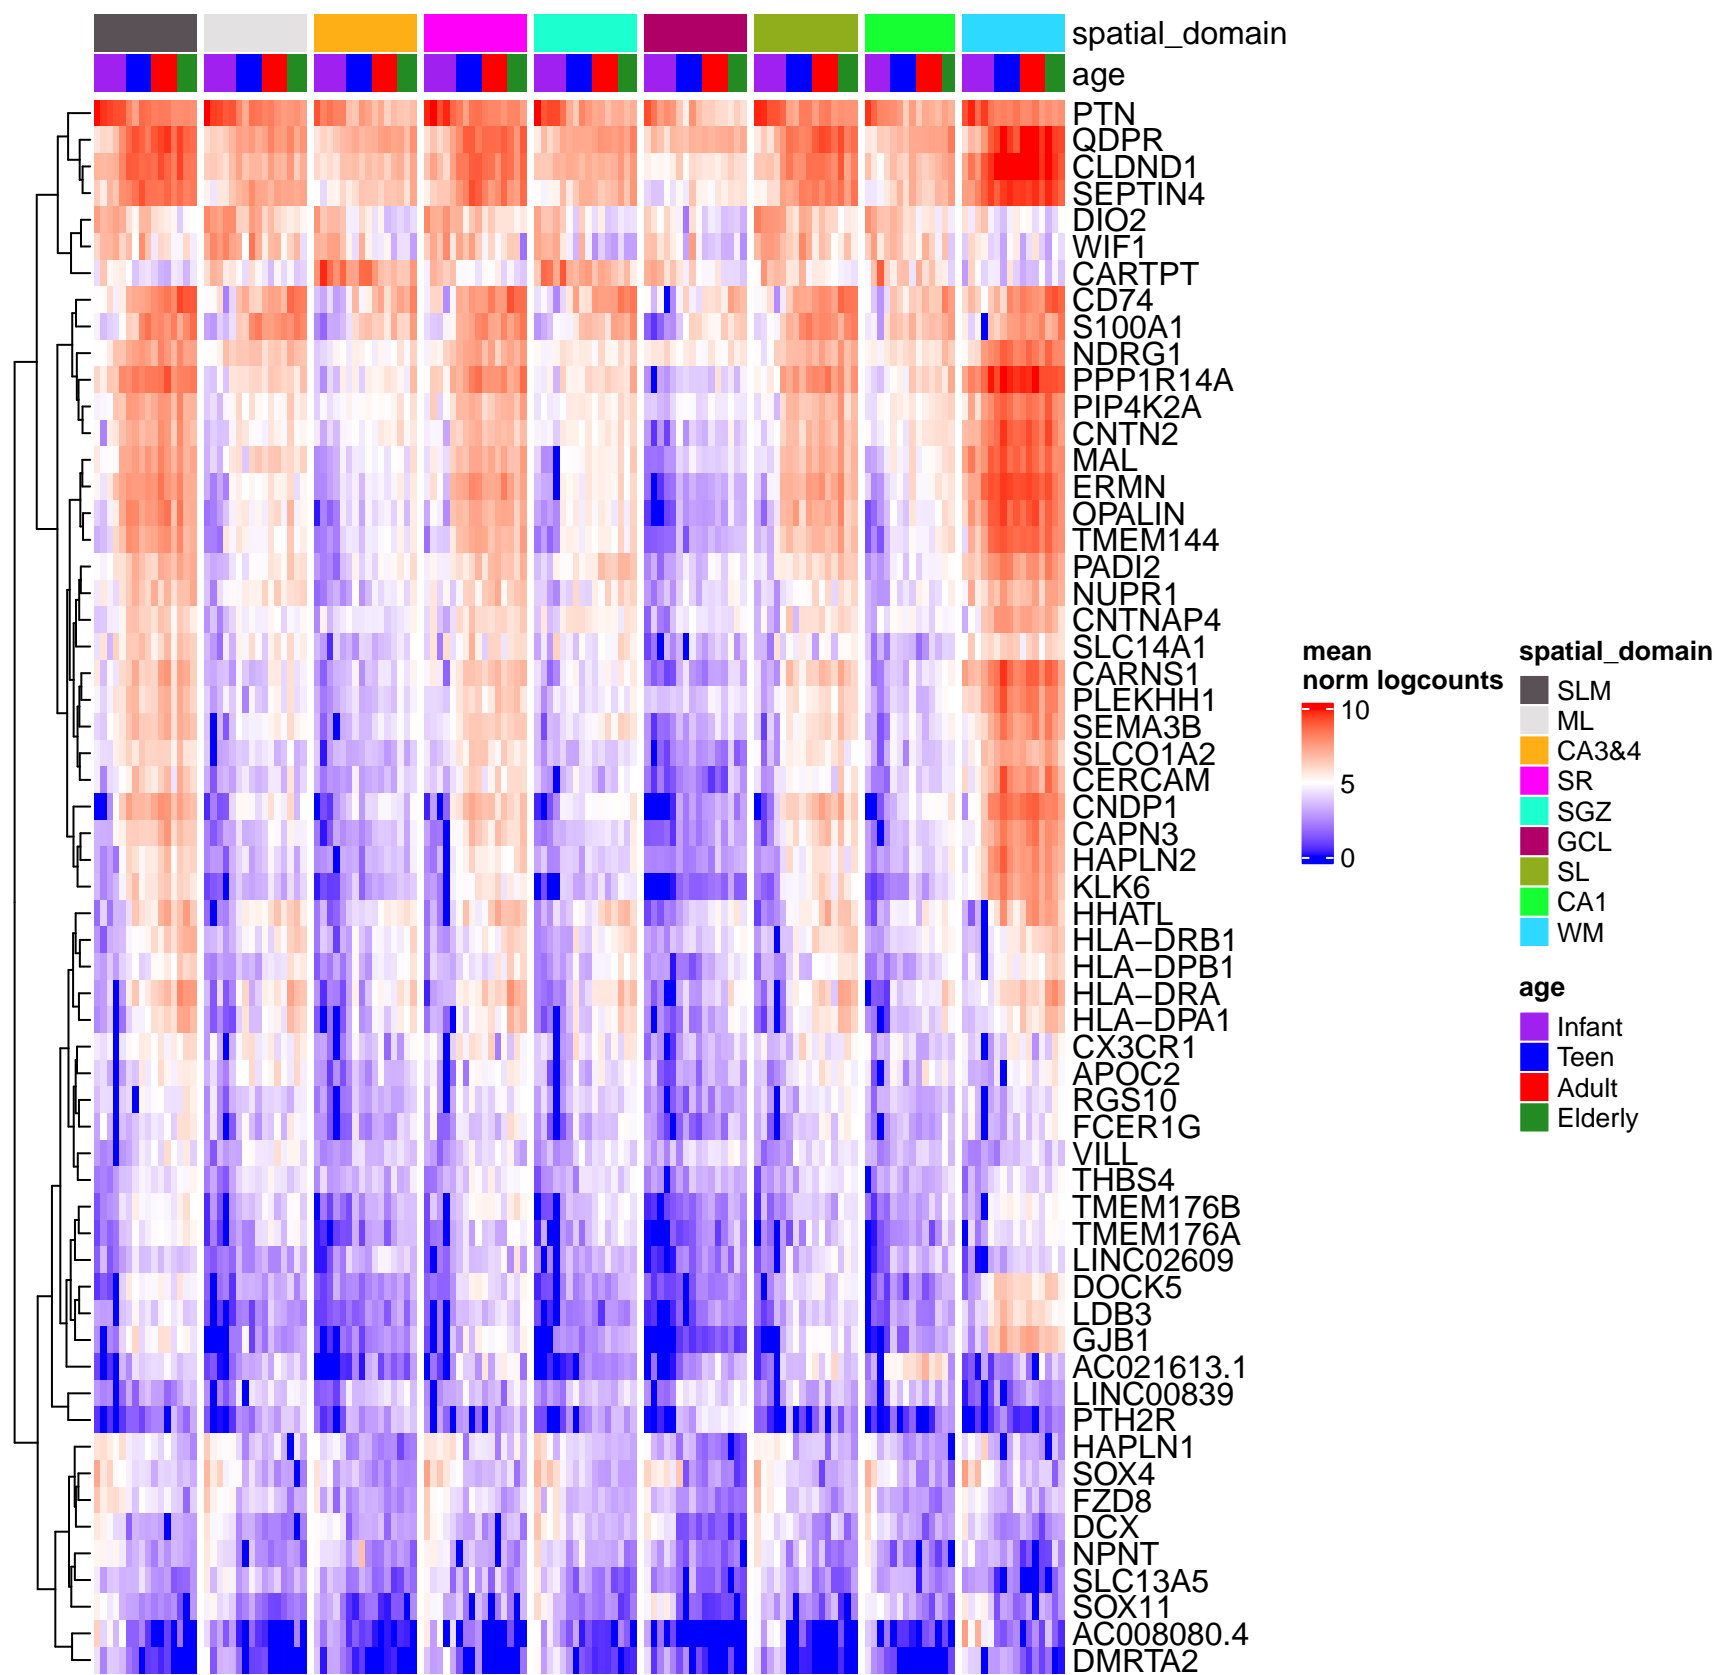 spatial_domain
age
PTN
QDPR
CLDND1
SEPTIN4
DIO2
WIF1
CARTPT
CD74
S100A1
NDRG1
PPP1R14A
PIP4K2A
CNTN2
MAL
ERMN
OPALIN
TMEM144
PADI2
NUPR1
CNTNAP4
SLC14A1
CARNS1
PLEKHH1
SEMA3B
SLCO1A2
CERCAM
CNDP1
CAPN3
HAPLN2
KLK6
HHATL
HLA−DRB1
HLA−DPB1
HLA−DRA
HLA−DPA1
CX3CR1
APOC2
RGS10
FCER1G
VILL
THBS4
TMEM176B
TMEM176A
LINC02609
DOCK5
LDB3
GJB1
AC021613.1
LINC00839
PTH2R
HAPLN1
SOX4
FZD8
DCX
NPNT
SLC13A5
SOX11
AC008080.4
DMRTA2
mean
norm logcounts
10
5
0
spatial_domain
SLM
ML
CA3&4
SR
SGZ
GCL
SL
CA1
WM
age
Infant
Teen
Adult
Elderly